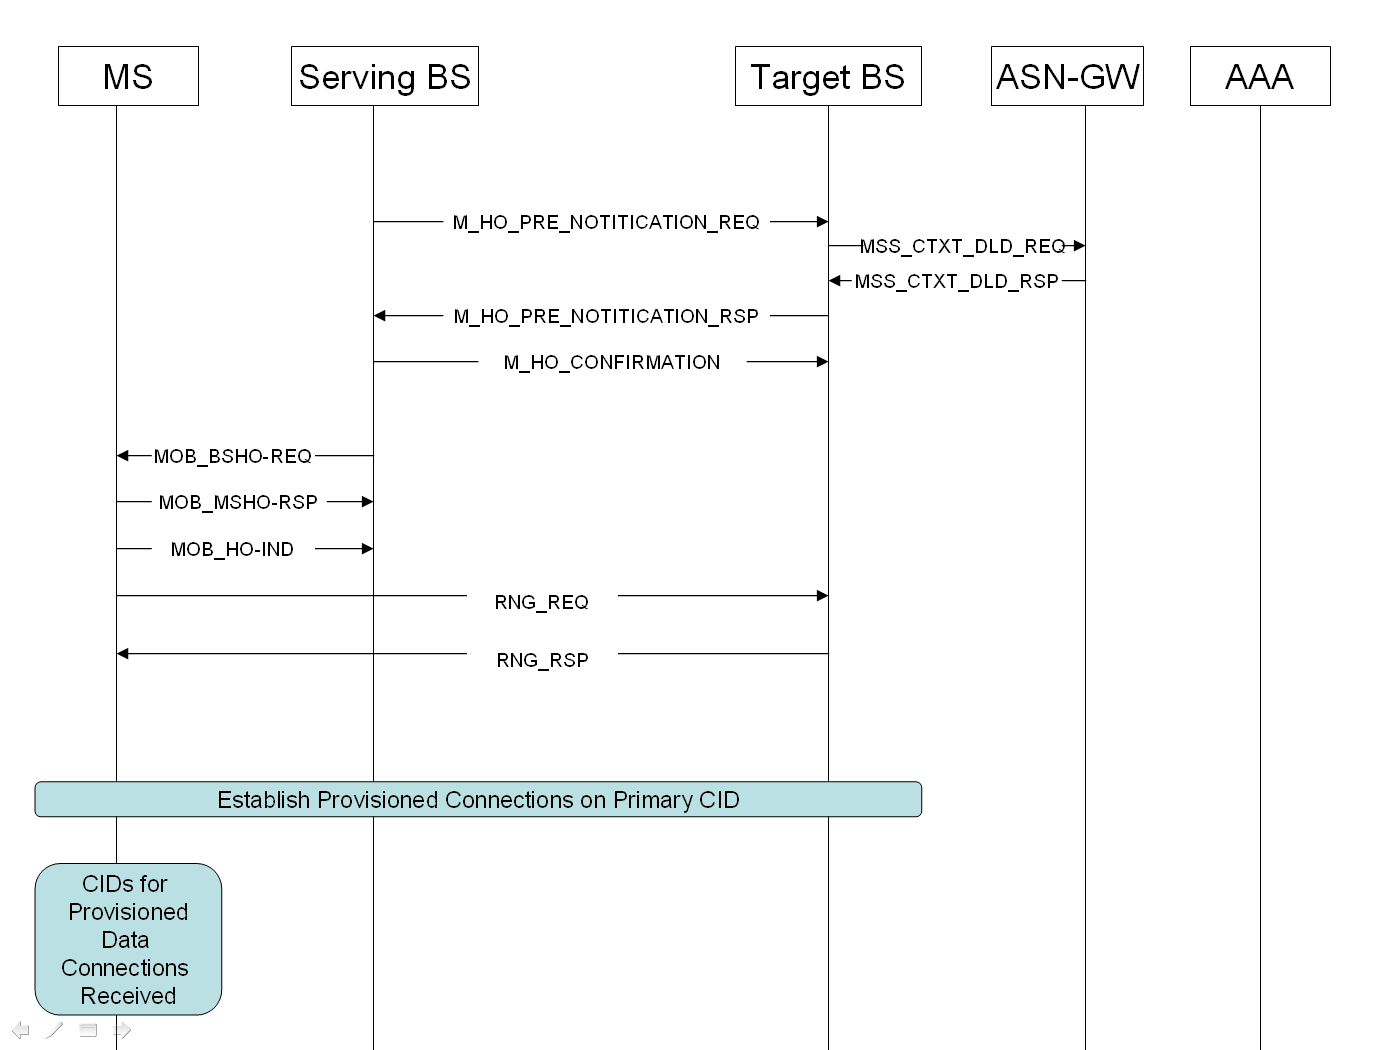 MS
Serving BS
Target BS
ASN-GW
AAA
M_HO_PRE_NOTITICATION_REQ
MSS_CTXT_DLD_REQ
MSS_CTXT_DLD_RSP
M_HO_PRE_NOTITICATION_RSP
M_HO_CONFIRMATION
MOB_BSHO-REQ
MOB_MSHO-RSP
MOB_HO-IND
RNG_REQ
RNG_RSP
Establish Provisioned Connections on Primary CID
CIDs for
Provisioned
Data
Connections
Received